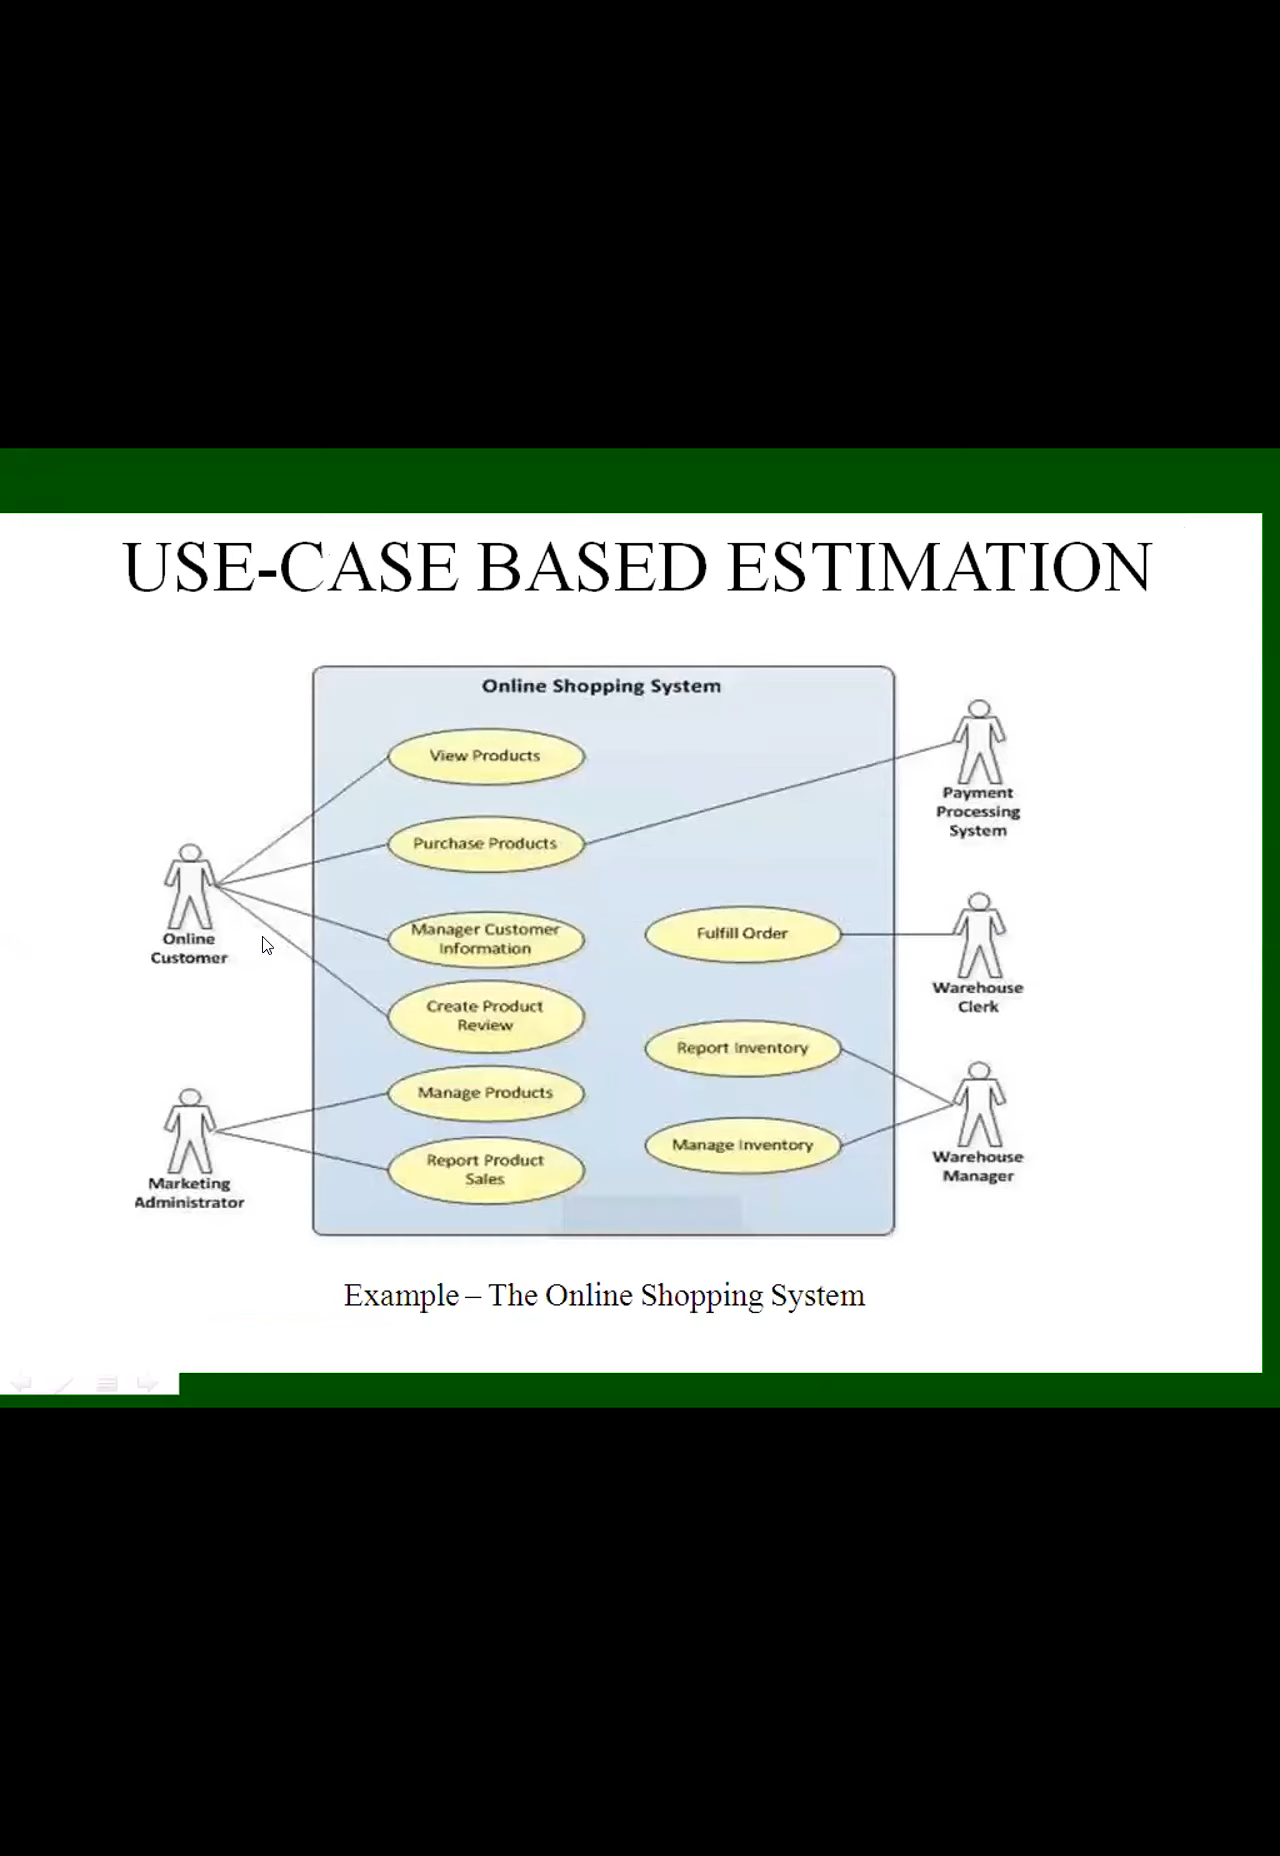 USE-CASE BASED ESTIMATION
Online Shopping System
View Products
Purchase Products
Manager Customer
Information
Create Product
Review
Manage Products
Report Product
Sales
Fulfill Order
Report Inventory
Manage Inventory
Online
Customer
Marketing
Administrator
Payment
Processing
System
Warehouse
Clerk
Warehouse
Manager
Example – The Online Shopping System